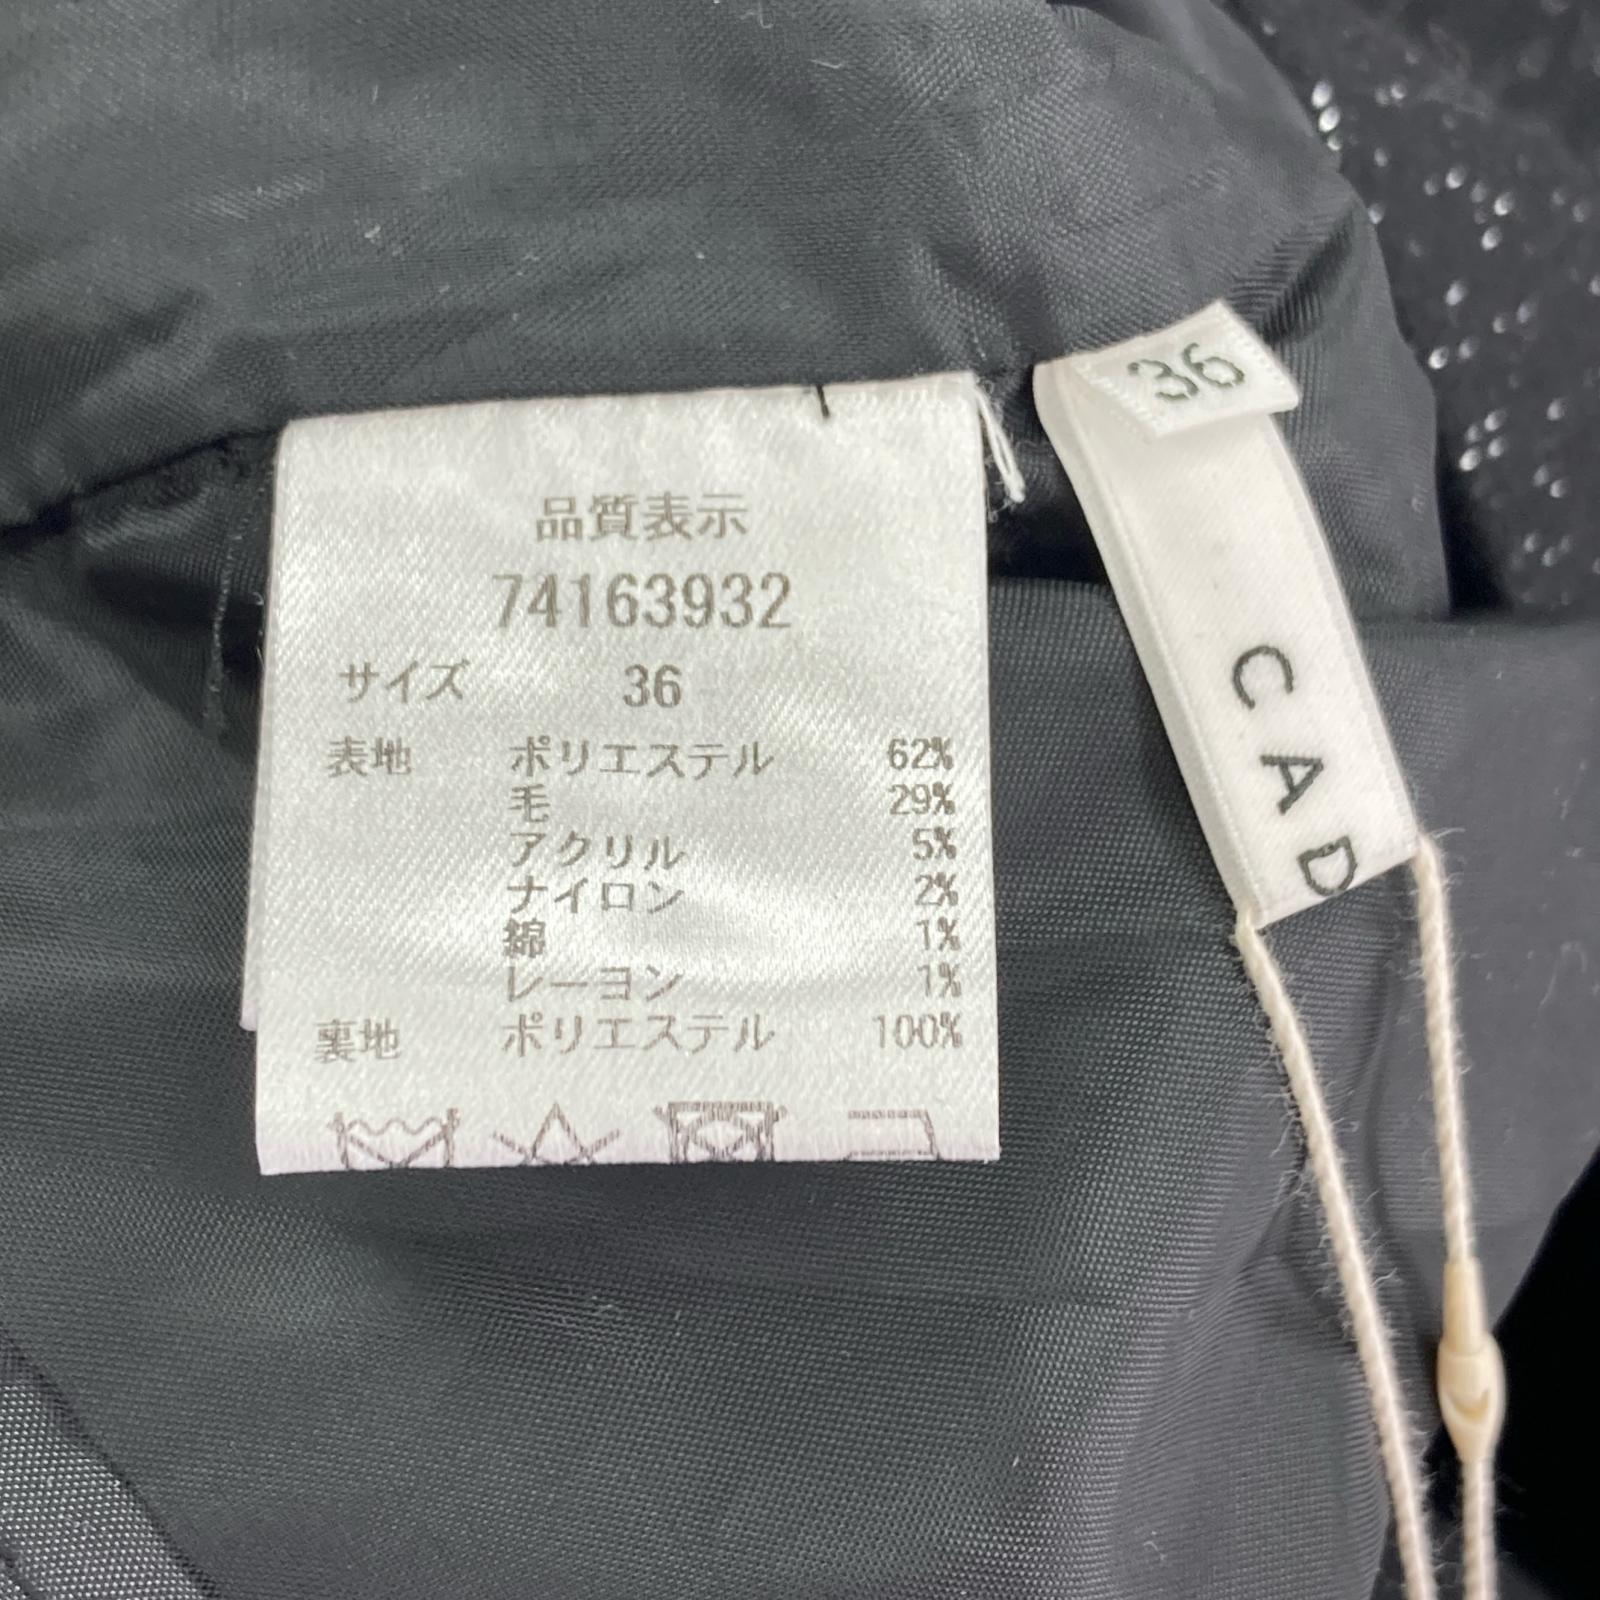 品質表示
74163932
サイズ 36
表地 ポリエステル 62%
毛 29%
アクリル 5%
ナイロン 2%
綿 1%
レーヨン 1%
裏地 ポリエステル 100%
36
CAD